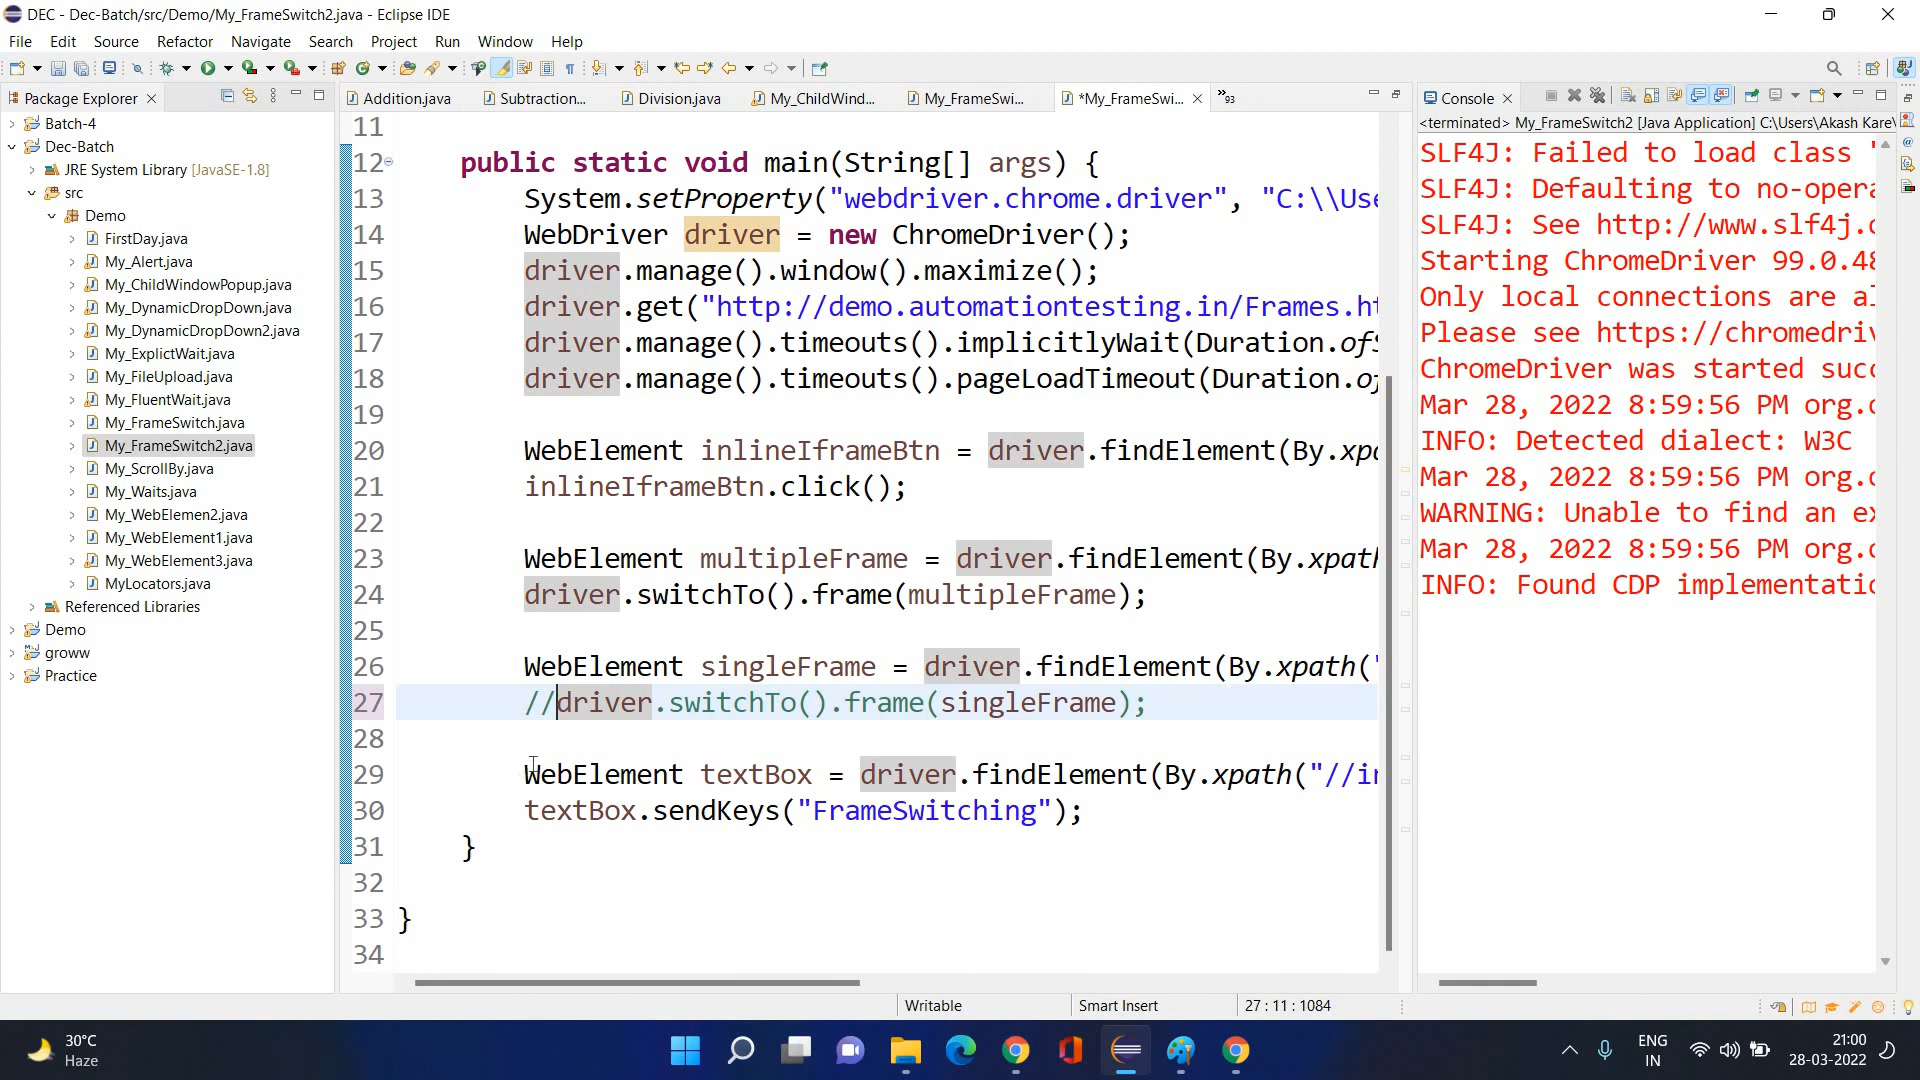 DEC - Dec-Batch/src/Demo/My_FrameSwitch2.java - Eclipse IDE
File Edit Source Refactor Navigate Search Project Run Window Help
Package Explorer
Batch-4
Dec-Batch
JRE System Library [JavaSE-1.8]
src
Demo
FirstDay.java
My_Alert.java
My_ChildWindowPopup.java
My_DynamicDropDown.java
My_DynamicDropDown2.java
My_ExplictWait.java
My_FileUpload.java
My_FluentWait.java
My_FrameSwitch.java
My_FrameSwitch2.java
My_ScrollBy.java
My_Waits.java
My_WebElemen2.java
My_WebElement1.java
My_WebElement3.java
MyLocators.java
Referenced Libraries
Demo
groww
Practice
Addition.java Subtraction... Division.java My_ChildWind... My_FrameSwi... *My_FrameSwi... »93
11
12 public static void main(String[] args) {
13 System.setProperty("webdriver.chrome.driver", "C:\\Use
14 WebDriver driver = new ChromeDriver();
15 driver.manage().window().maximize();
16 driver.get("http://demo.automationtesting.in/Frames.ht
17 driver.manage().timeouts().implicitlyWait(Duration.ofS
18 driver.manage().timeouts().pageLoadTimeout(Duration.of
19
20 WebElement inlineIframeBtn = driver.findElement(By.xpa
21 inlineIframeBtn.click();
22
23 WebElement multipleFrame = driver.findElement(By.xpath
24 driver.switchTo().frame(multipleFrame);
25
26 WebElement singleFrame = driver.findElement(By.xpath("
27 //driver.switchTo().frame(singleFrame);
28
29 WebElement textBox = driver.findElement(By.xpath("//in
30 textBox.sendKeys("FrameSwitching");
31 }
32
33 }
34
Console
<terminated> My_FrameSwitch2 [Java Application] C:\Users\Akash Kare\
SLF4J: Failed to load class "
SLF4J: Defaulting to no-opera
SLF4J: See http://www.slf4j.o
Starting ChromeDriver 99.0.48
Only local connections are al
Please see https://chromedriv
ChromeDriver was started succ
Mar 28, 2022 8:59:56 PM org.o
INFO: Detected dialect: W3C
Mar 28, 2022 8:59:56 PM org.o
WARNING: Unable to find an ex
Mar 28, 2022 8:59:56 PM org.o
INFO: Found CDP implementatio
Writable Smart Insert 27 : 11 : 1084
30°C
Haze
ENG
IN
21:00
28-03-2022